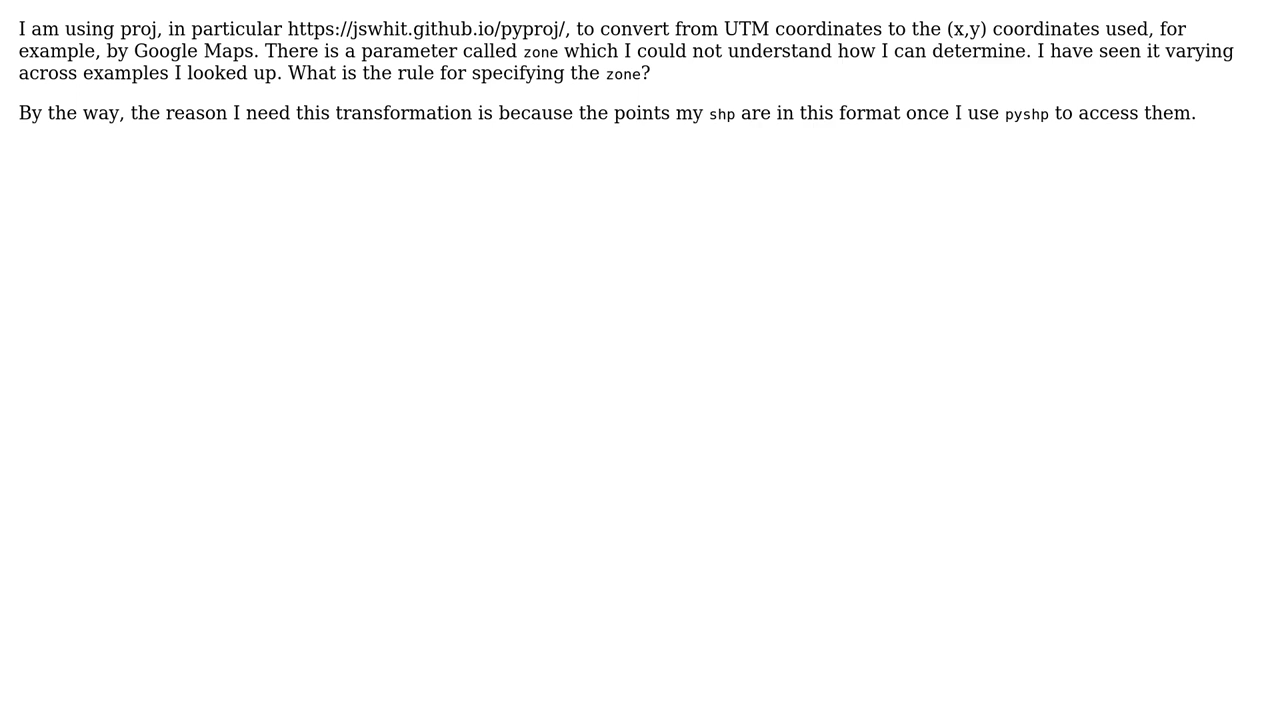 I am using proj, in particular https://jswhit.github.io/pyproj/, to convert from UTM coordinates to the (x,y) coordinates used, for
example, by Google Maps. There is a parameter called zone which I could not understand how I can determine. I have seen it varying
across examples I looked up. What is the rule for specifying the zone?
By the way, the reason I need this transformation is because the points my shp are in this format once I use pyshp to access them.